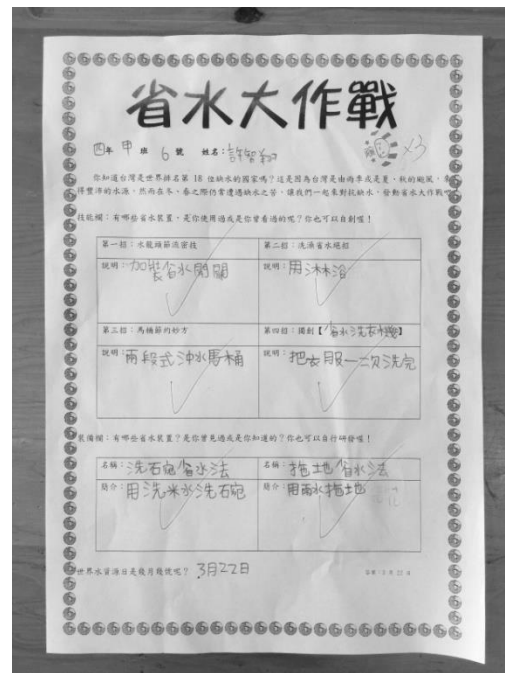 省水大作戰
四年 甲 班 6 號 姓名：許智翔
你知道台灣是世界排名第 18 位缺水的國家嗎？這是因為台灣是由雨季或是夏、秋的颱風，來
得豐沛的水源，然而在冬、春之際仍常遭遇缺水之苦，讓我們一起來對抗缺水，發動省水大作戰吧
技能欄：有哪些省水裝置，是你使用過或是你曾看過的呢？你也可以自創喔！
第一招：水龍頭節流密技
第二招：洗澡省水絕招
說明：加裝省水開關
說明：用淋浴
第三招：馬桶節約妙方
第四招：獨創【省水洗衣機】
說明：兩段式沖水馬桶
說明：把衣服一次洗完
裝備欄：有哪些省水裝置？是你曾見過或是你知道的？你也可以自行研發喔！
名稱：洗碗省水法
名稱：拖地省水法
簡介：用洗米水洗碗
簡介：用雨水拖地
世界水資源日是幾月幾號呢？ 3月22日
答案：3 月 22 日